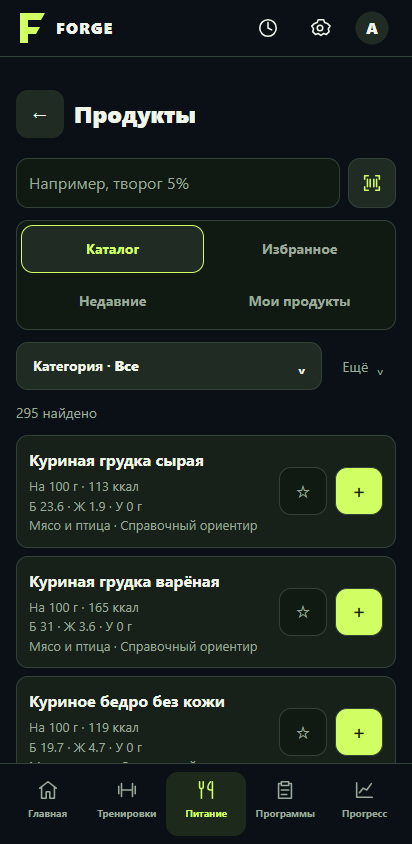 FORGE
A
← Продукты
Например, творог 5%
Каталог
Избранное
Недавние
Мои продукты
Категория · Все
Ещё
295 найдено
Куриная грудка сырая
На 100 г · 113 ккал
Б 23.6 · Ж 1.9 · У 0 г
Мясо и птица · Справочный ориентир
Куриная грудка варёная
На 100 г · 165 ккал
Б 31 · Ж 3.6 · У 0 г
Мясо и птица · Справочный ориентир
Куриное бедро без кожи
На 100 г · 119 ккал
Б 19.7 · Ж 4.7 · У 0 г
Главная
Тренировки
Питание
Программы
Прогресс